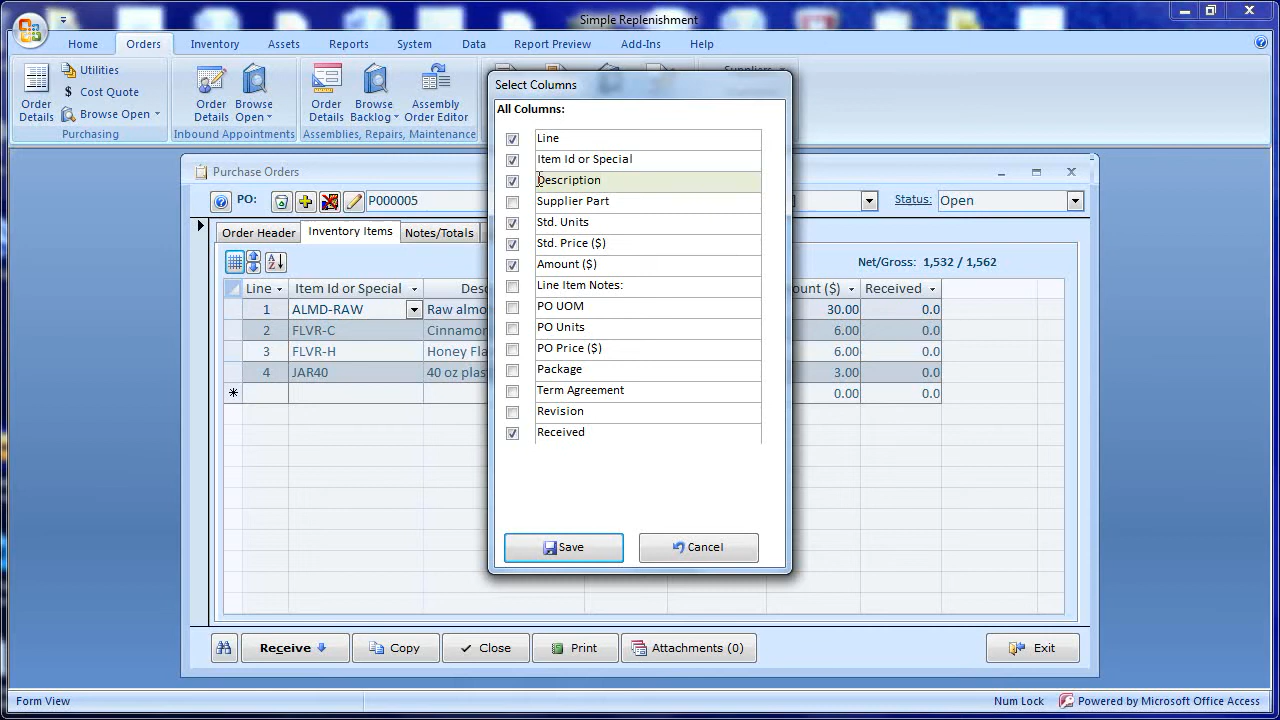 Simple Replenishment
Home Orders Inventory Assets Reports System Data Report Preview Add-Ins Help
Order Details
Utilities
Cost Quote
Browse Open
Purchasing
Order Details
Browse Open
Inbound Appointments
Order Details
Browse Backlog
Assembly Order Editor
Assemblies, Repairs, Maintenance
Select Columns
All Columns:
Line
Item Id or Special
Description
Supplier Part
Std. Units
Std. Price ($)
Amount ($)
Line Item Notes:
PO UOM
PO Units
PO Price ($)
Package
Term Agreement
Revision
Received
Save Cancel
Purchase Orders
PO: P000005
Status: Open
Order Header Inventory Items Notes/Totals
Net/Gross: 1,532 / 1,562
Line Item Id or Special Received
1 ALMD-RAW 30.00 0.0
2 FLVR-C 6.00 0.0
3 FLVR-H 6.00 0.0
4 JAR40 40 oz 3.00 0.0
0.00 0.0
Receive Copy Close Print Attachments (0) Exit
Form View Num Lock Powered by Microsoft Office Access